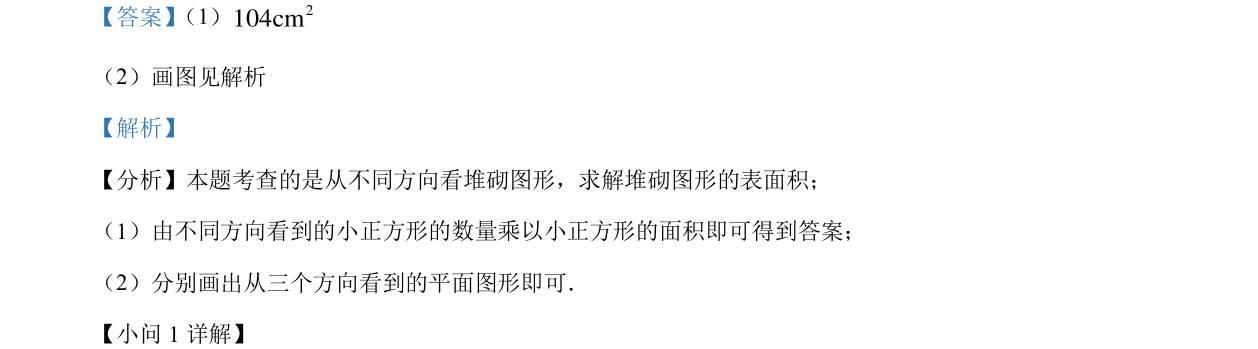 【答案】（1）104cm²
（2）画图见解析
【解析】
【分析】本题考查的是从不同方向看堆砌图形，求解堆砌图形的表面积；
（1）由不同方向看到的小正方形的数量乘以小正方形的面积即可得到答案；
（2）分别画出从三个方向看到的平面图形即可．
【小问 1 详解】